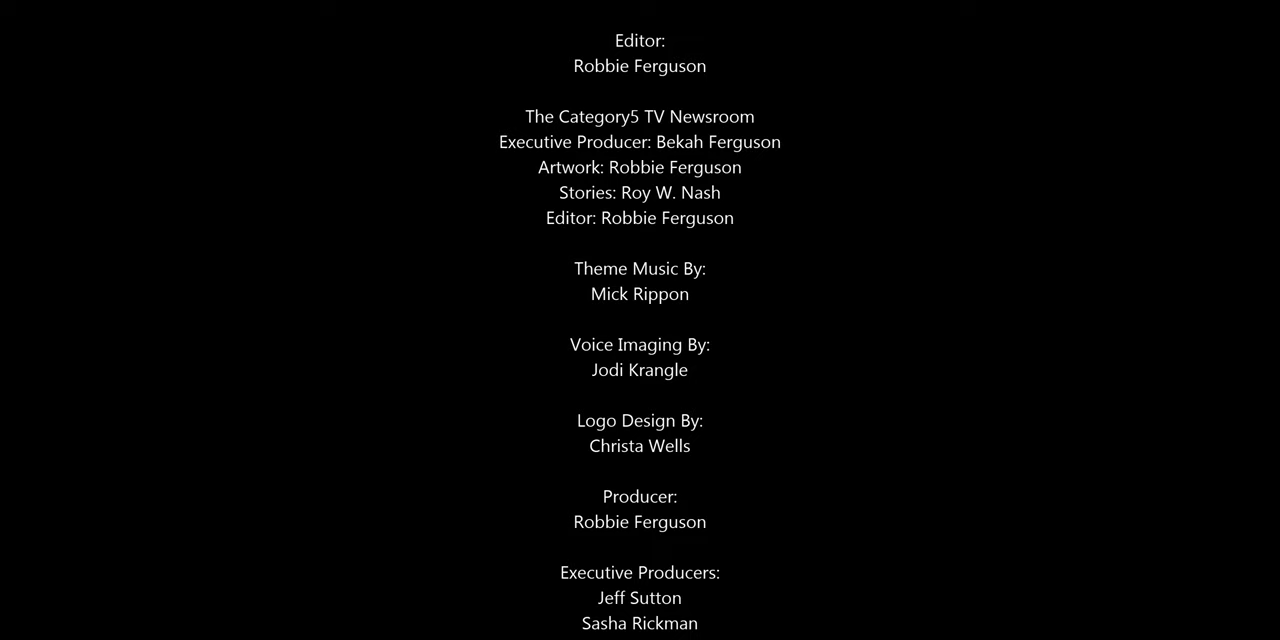 Editor:
Robbie Ferguson
The Category5 TV Newsroom
Executive Producer: Bekah Ferguson
Artwork: Robbie Ferguson
Stories: Roy W. Nash
Editor: Robbie Ferguson
Theme Music By:
Mick Rippon
Voice Imaging By:
Jodi Krangle
Logo Design By:
Christa Wells
Producer:
Robbie Ferguson
Executive Producers:
Jeff Sutton
Sasha Rickman